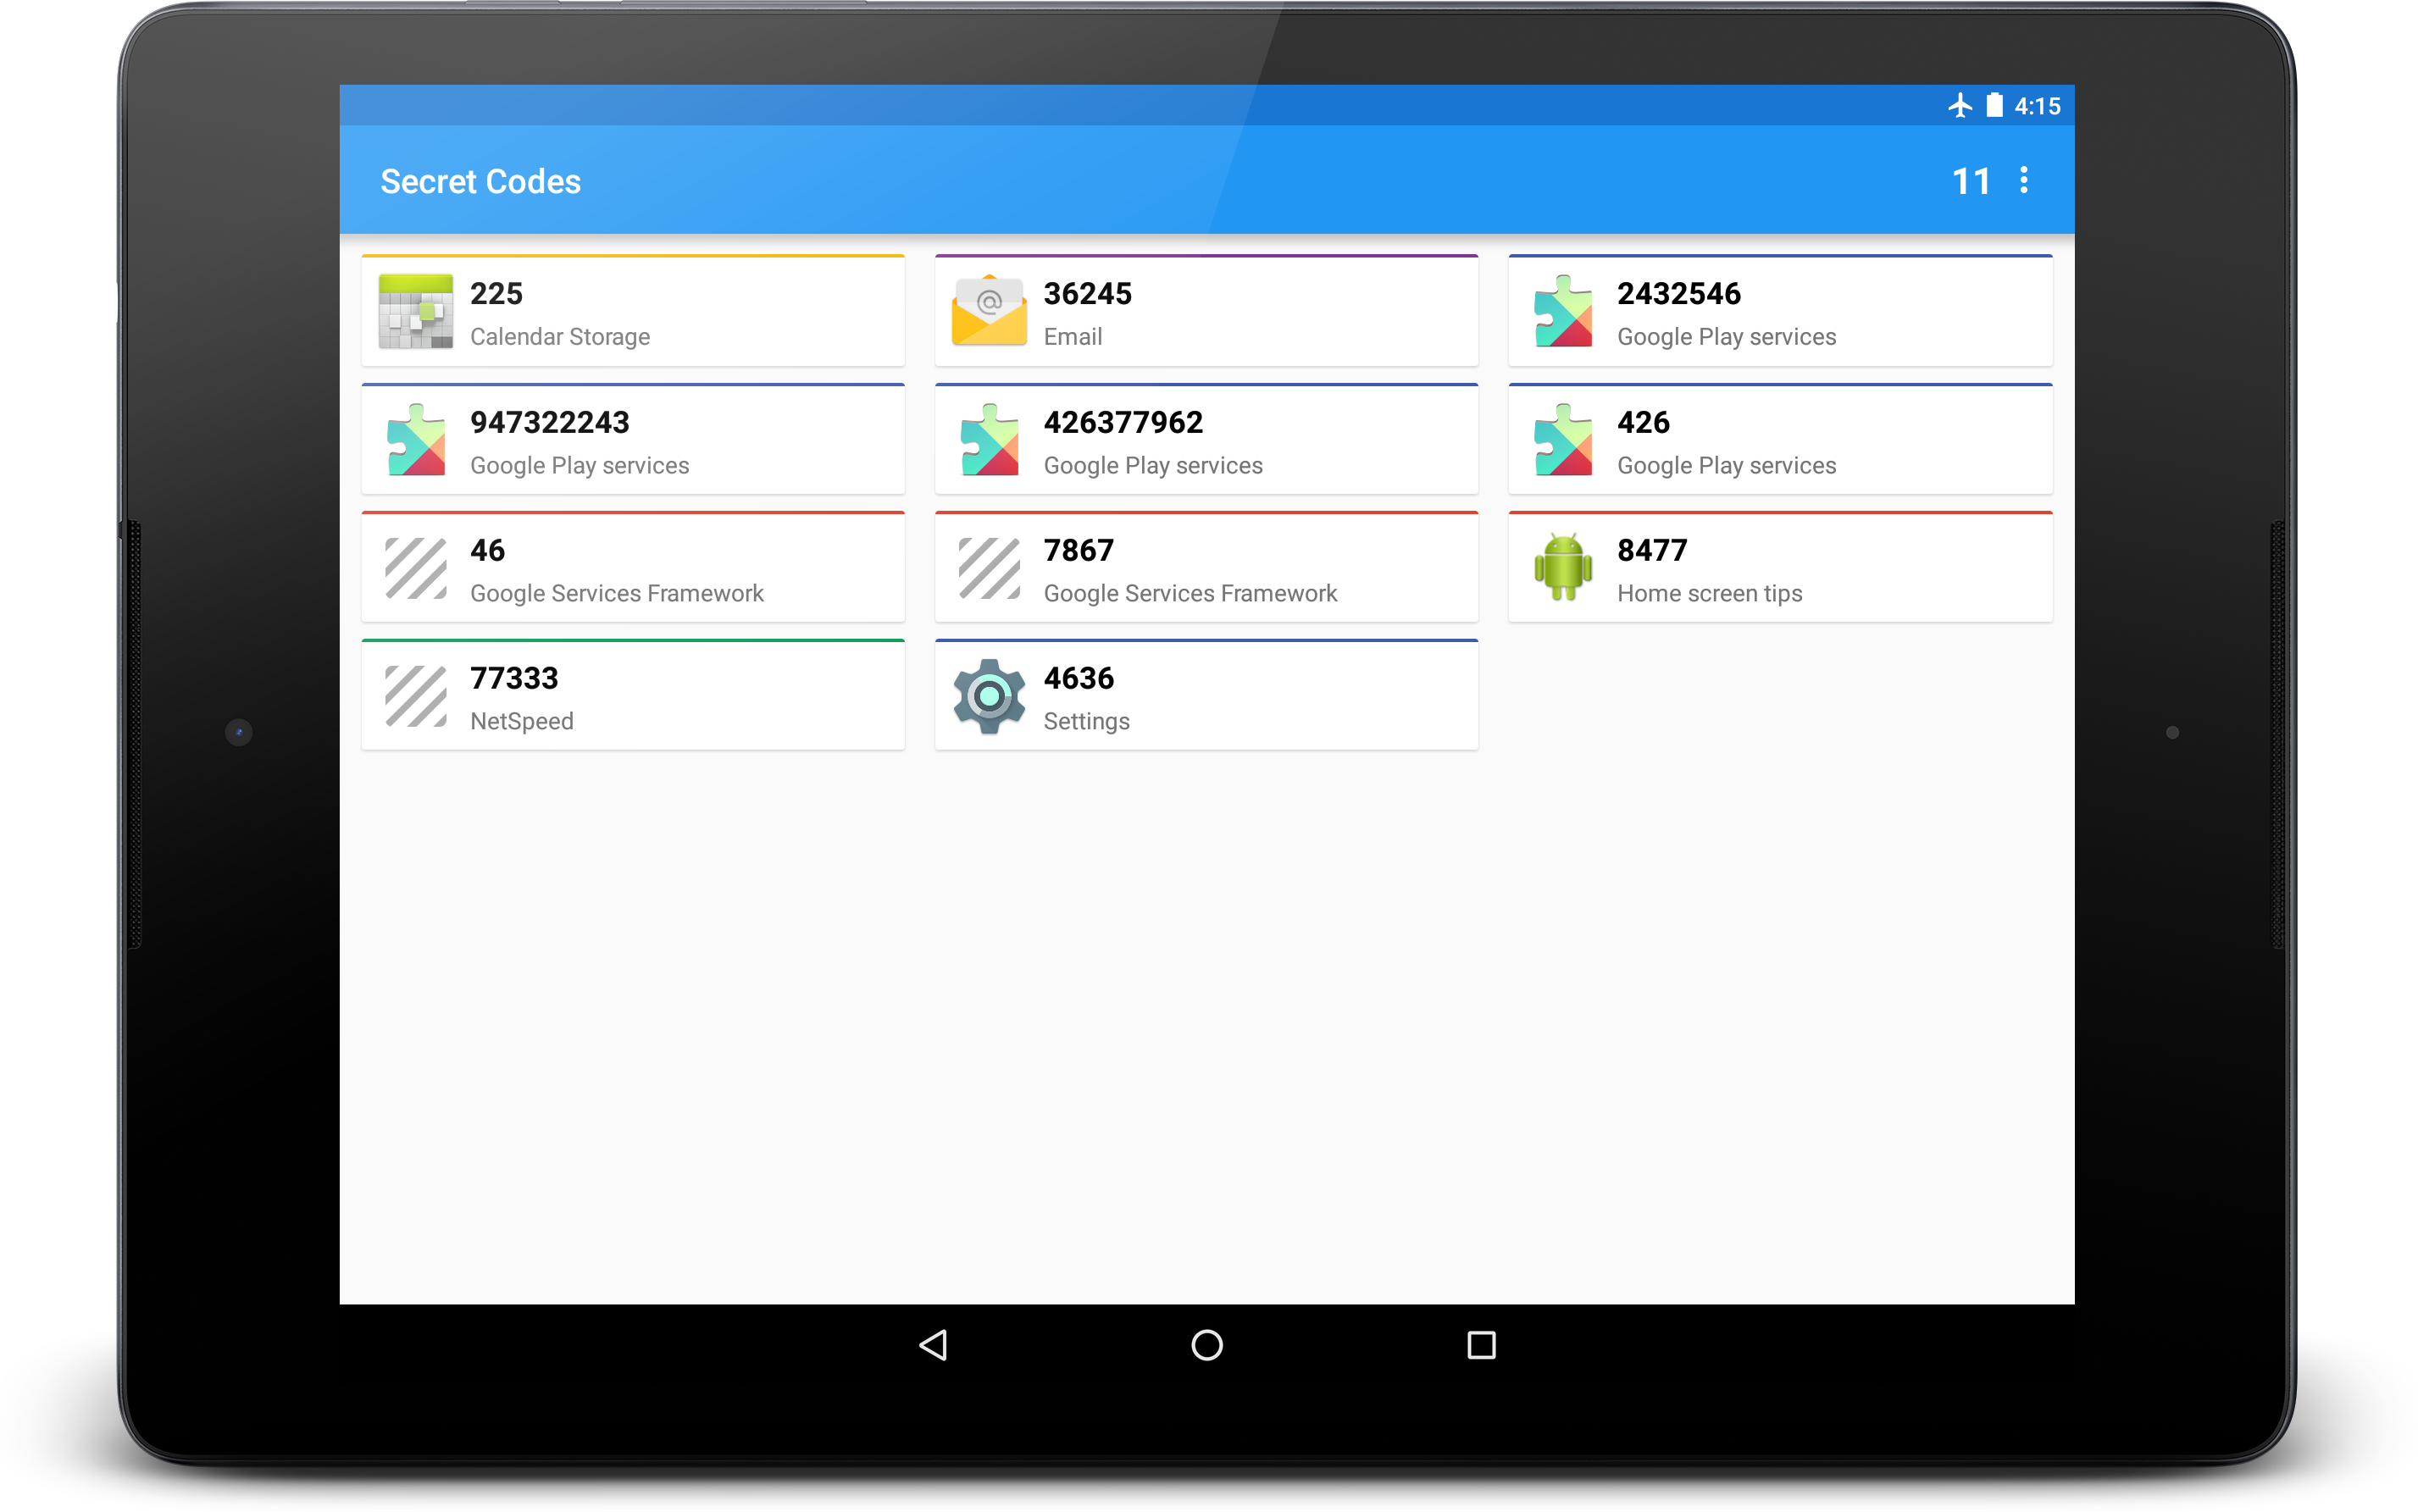 4:15
Secret Codes
11
225
Calendar Storage
36245
@
Email
2432546
Google Play services
947322243
Google Play services
426377962
Google Play services
426
Google Play services
46
Google Services Framework
7867
Google Services Framework
8477
Home screen tips
77333
NetSpeed
4636
Settings